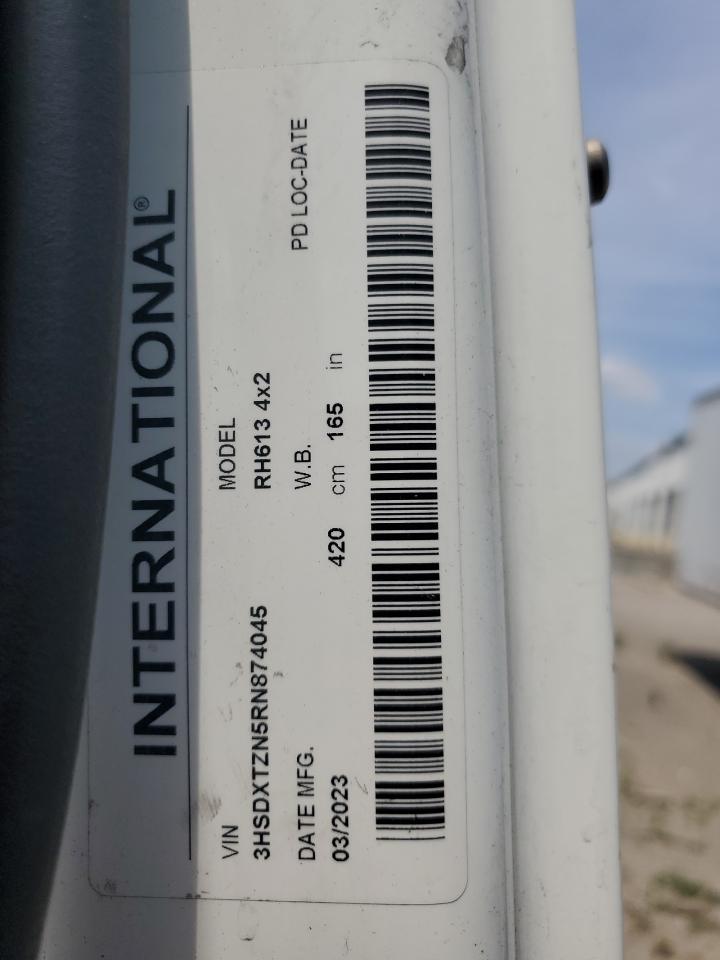 INTERNATIONAL®
VIN MODEL
3HSDXTZN5RN874045 RH613 4x2
DATE MFG. W.B. PD LOC-DATE
03/2023 420 cm 165 in